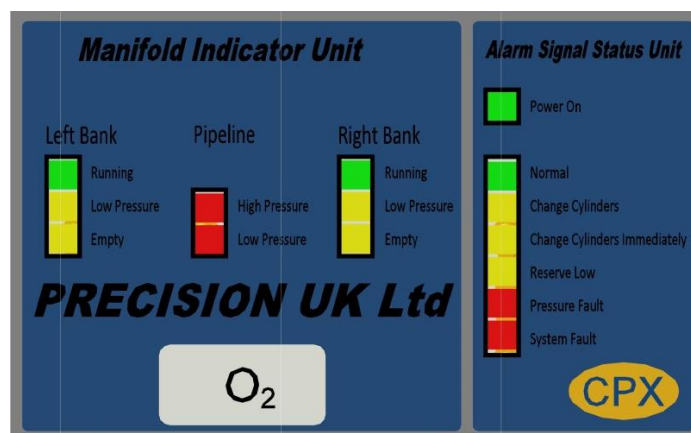 Manifold Indicator Unit
Left Bank
Running
Low Pressure
Empty
Pipeline
High Pressure
Low Pressure
Right Bank
Running
Low Pressure
Empty
PRECISION UK Ltd
O₂
Alarm Signal Status Unit
Power On
Normal
Change Cylinders
Change Cylinders Immediately
Reserve Low
Pressure Fault
System Fault
CPX